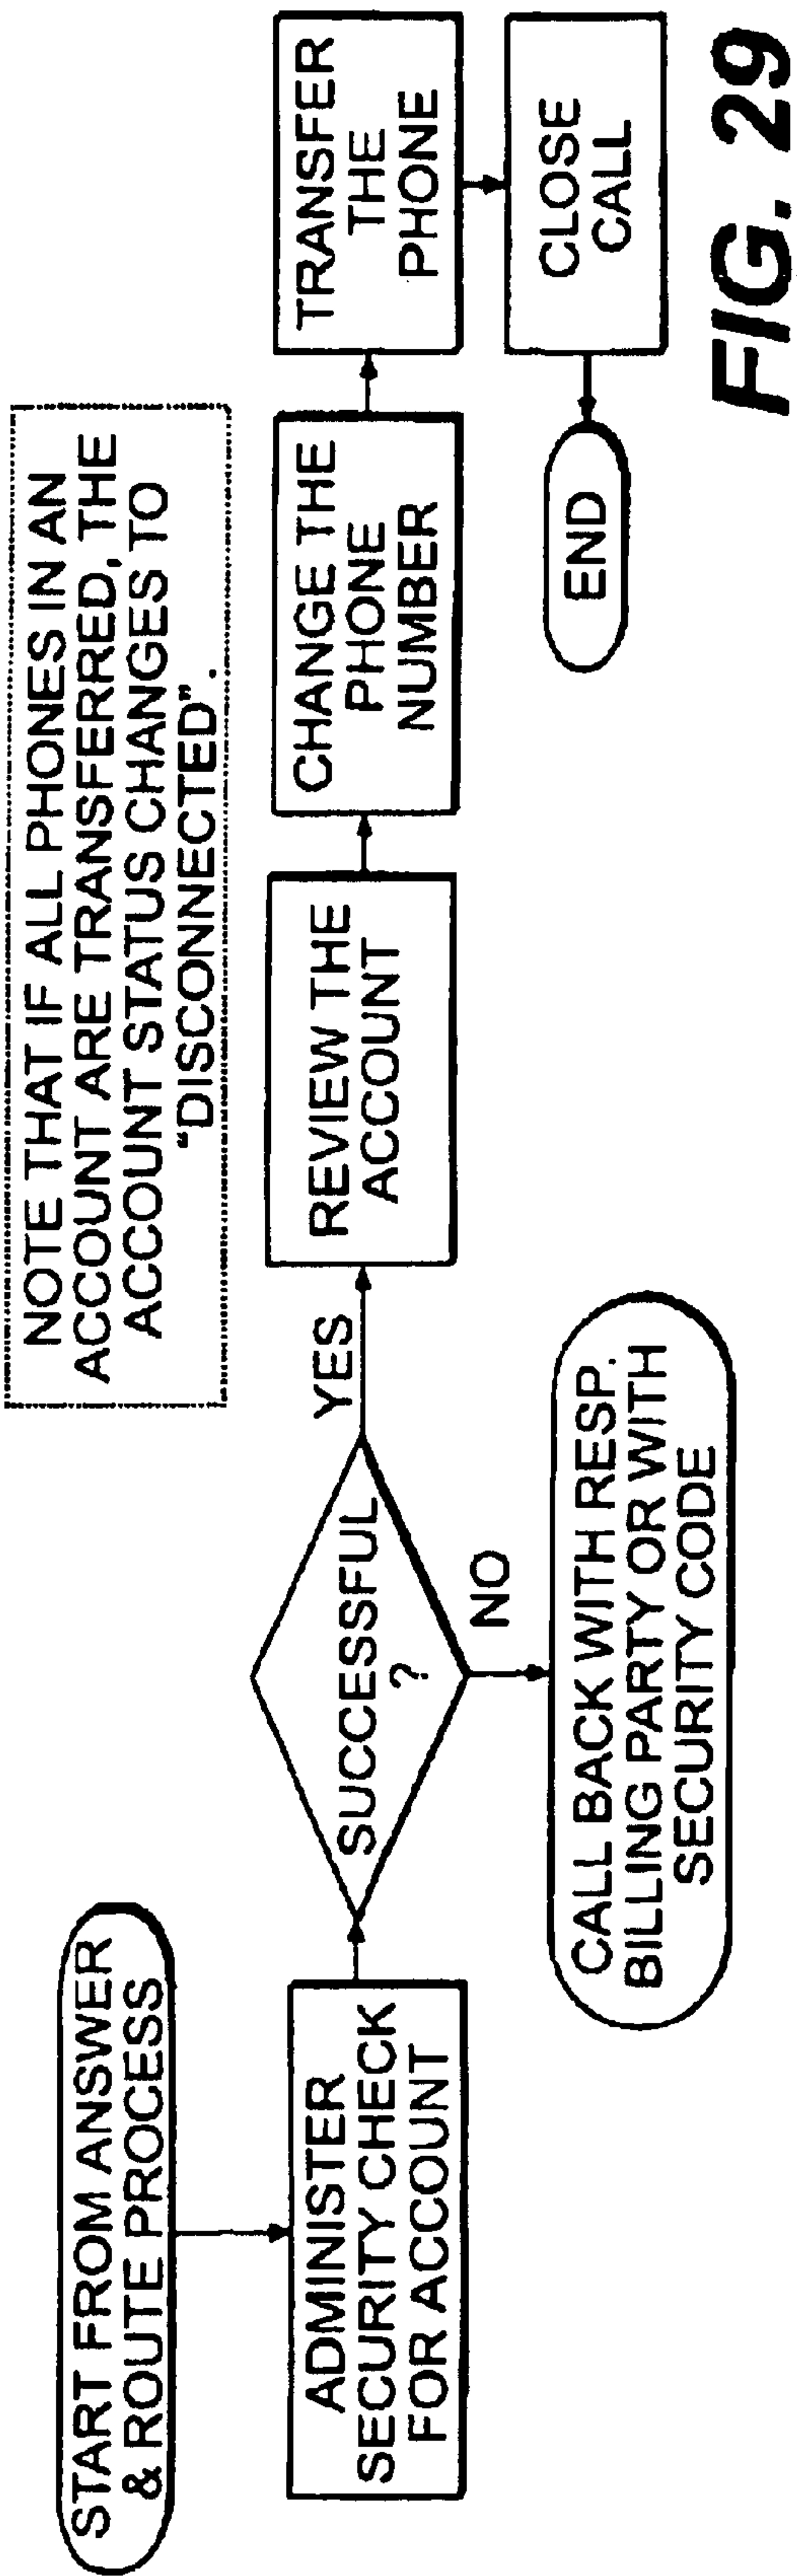 START FROM ANSWER
& ROUTE PROCESS
ADMINISTER
SECURITY CHECK
FOR ACCOUNT
SUCCESSFUL
?
YES
NO
CALL BACK WITH RESP.
BILLING PARTY OR WITH
SECURITY CODE
NOTE THAT IF ALL PHONES IN AN
ACCOUNT ARE TRANSFERRED, THE
ACCOUNT STATUS CHANGES TO
“DISCONNECTED”.
REVIEW THE
ACCOUNT
CHANGE THE
PHONE
NUMBER
TRANSFER
THE
PHONE
CLOSE
CALL
END
FIG. 29